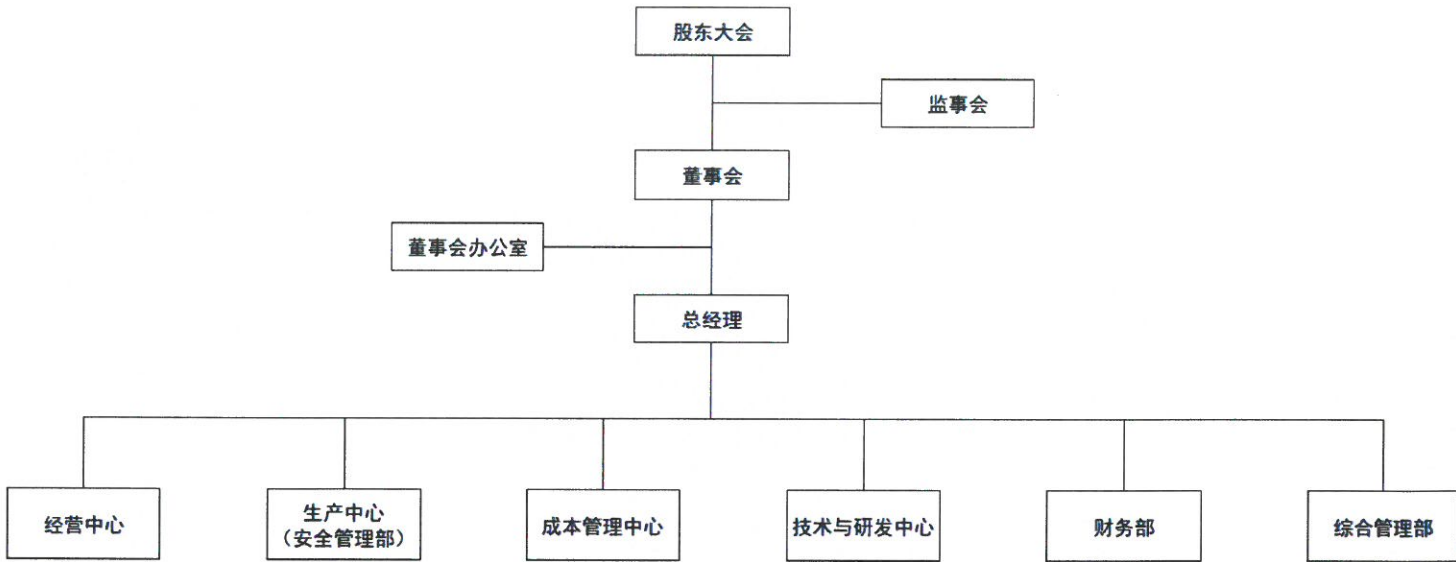 股东大会
监事会
董事会
董事会办公室
总经理
经营中心
生产中心
（安全管理部）
成本管理中心
技术与研发中心
财务部
综合管理部